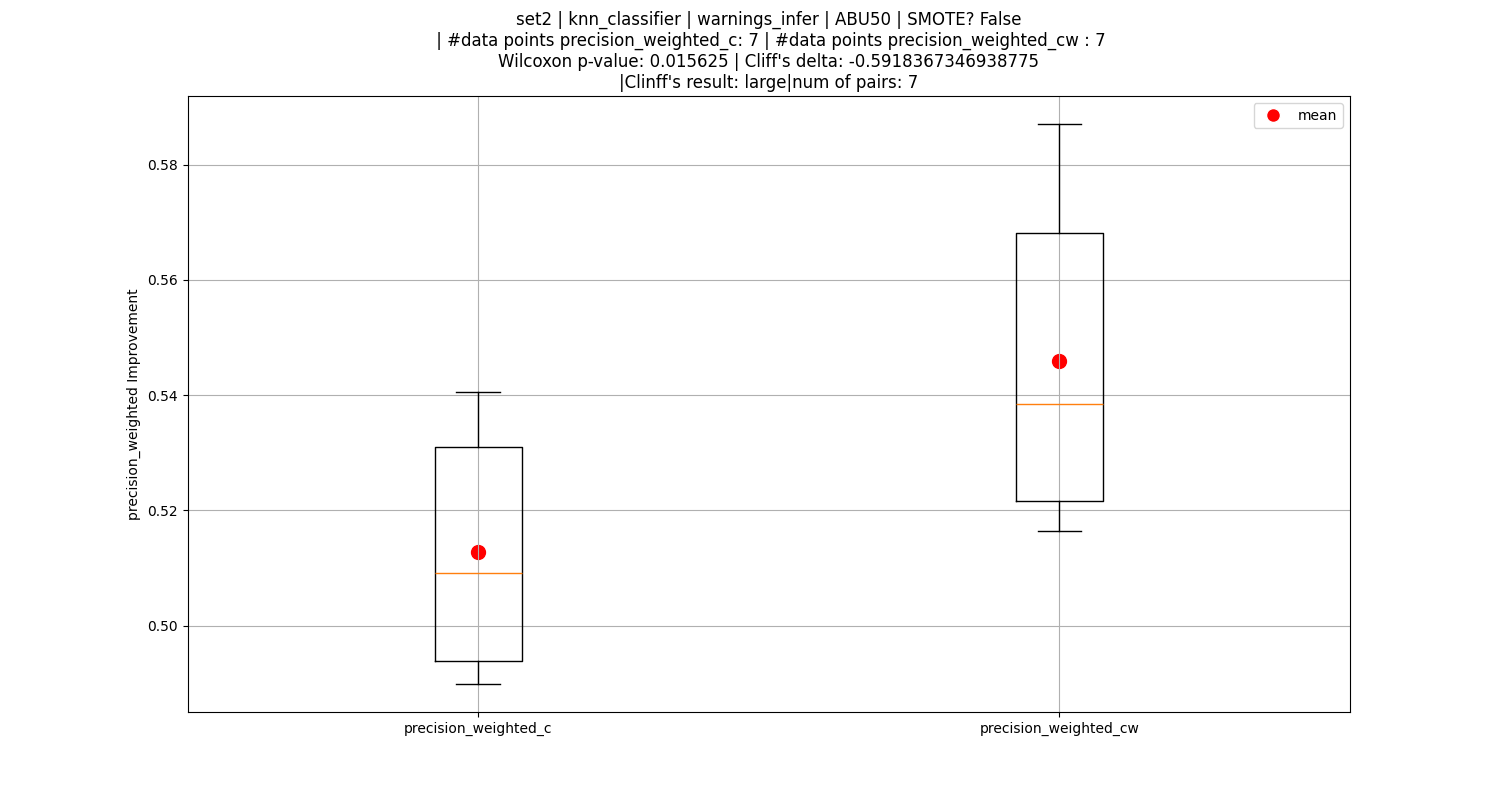 set2 | knn_classifier | warnings_infer | ABU50 | SMOTE? False
| #data points precision_weighted_c: 7 | #data points precision_weighted_cw : 7
Wilcoxon p-value: 0.015625 | Cliff's delta: -0.5918367346938775
|Clinff's result: large|num of pairs: 7
mean
0.58
0.56
0.54
0.52
0.50
precision_weighted Improvement
precision_weighted_c
precision_weighted_cw